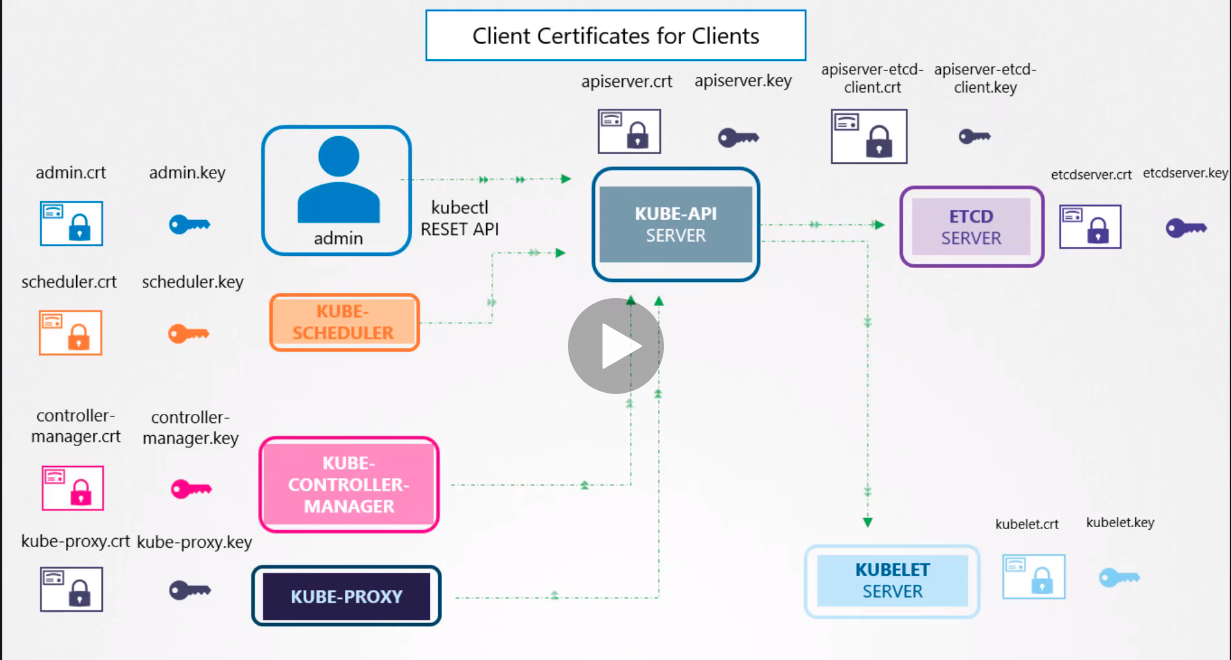 Client Certificates for Clients
apiserver.crt
apiserver.key
apiserver-etcd-
client.crt
apiserver-etcd-
client.key
admin.crt
admin.key
admin
kubectl
RESET API
KUBE-API
SERVER
ETCD
SERVER
etcdserver.crt
etcdserver.key
scheduler.crt
scheduler.key
KUBE-
SCHEDULER
controller-
manager.crt
controller-
manager.key
KUBE-
CONTROLLER-
MANAGER
kube-proxy.crt
kube-proxy.key
KUBE-PROXY
KUBELET
SERVER
kubelet.crt
kubelet.key